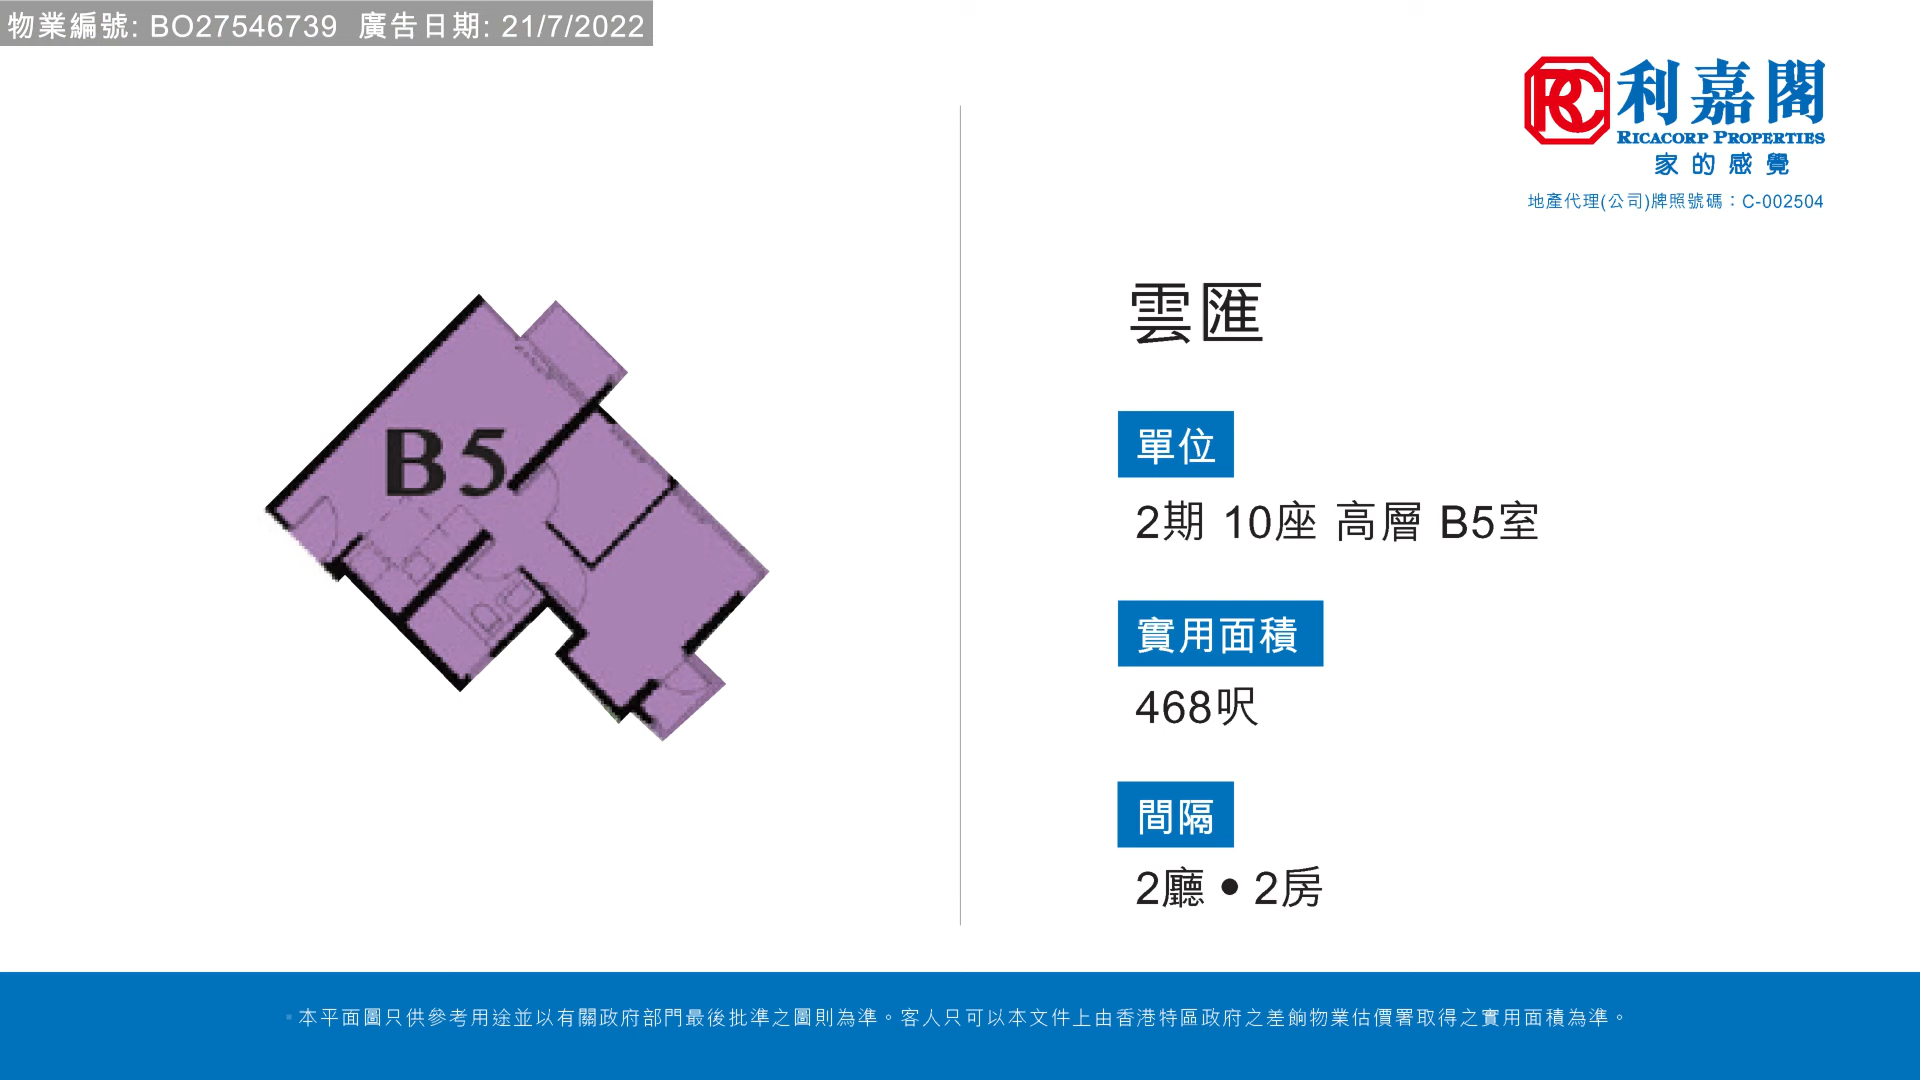 物業編號: BO27546739 廣告日期: 21/7/2022
RC 利嘉閣
RICACORP PROPERTIES
家的感覺
地產代理(公司)牌照號碼：C-002504
雲匯
單位
2期 10座 高層 B5室
實用面積
468呎
間隔
2廳 • 2房
B5
本平面圖只供參考用途並以有關政府部門最後批準之圖則為準。客人只可以本文件上由香港特區政府之差餉物業估價署取得之實用面積為準。